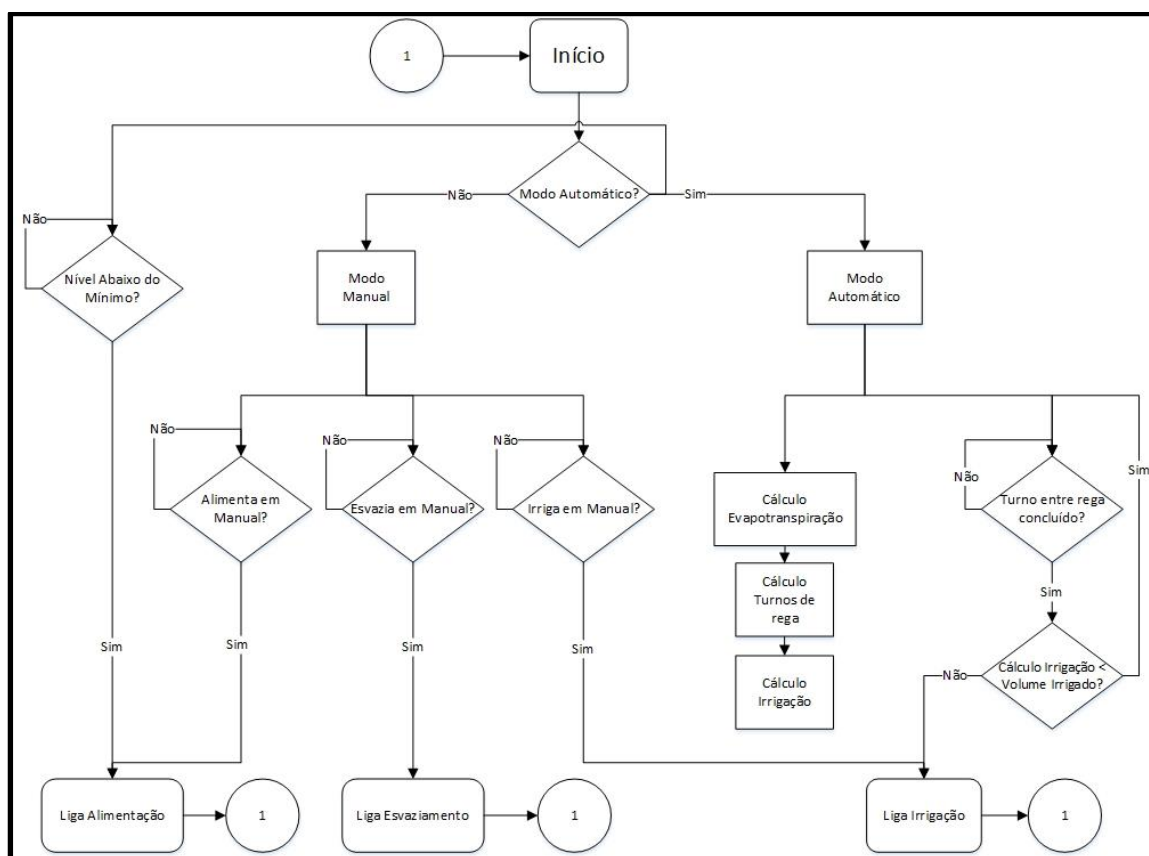 1
Início
Modo Automático?
Não
Sim
Não
Nível Abaixo do
Mínimo?
Modo
Manual
Modo
Automático
Não
Não
Não
Alimenta em
Manual?
Esvazia em Manual?
Irriga em Manual?
Cálculo
Evapotranspiração
Não
Turno entre rega
concluído?
Sim
Cálculo
Turnos de
rega
Sim
Sim
Sim
Sim
Sim
Cálculo
Irrigação
Não
Cálculo Irrigação <
Volume Irrigado?
Liga Alimentação
1
Liga Esvaziamento
1
Liga Irrigação
1